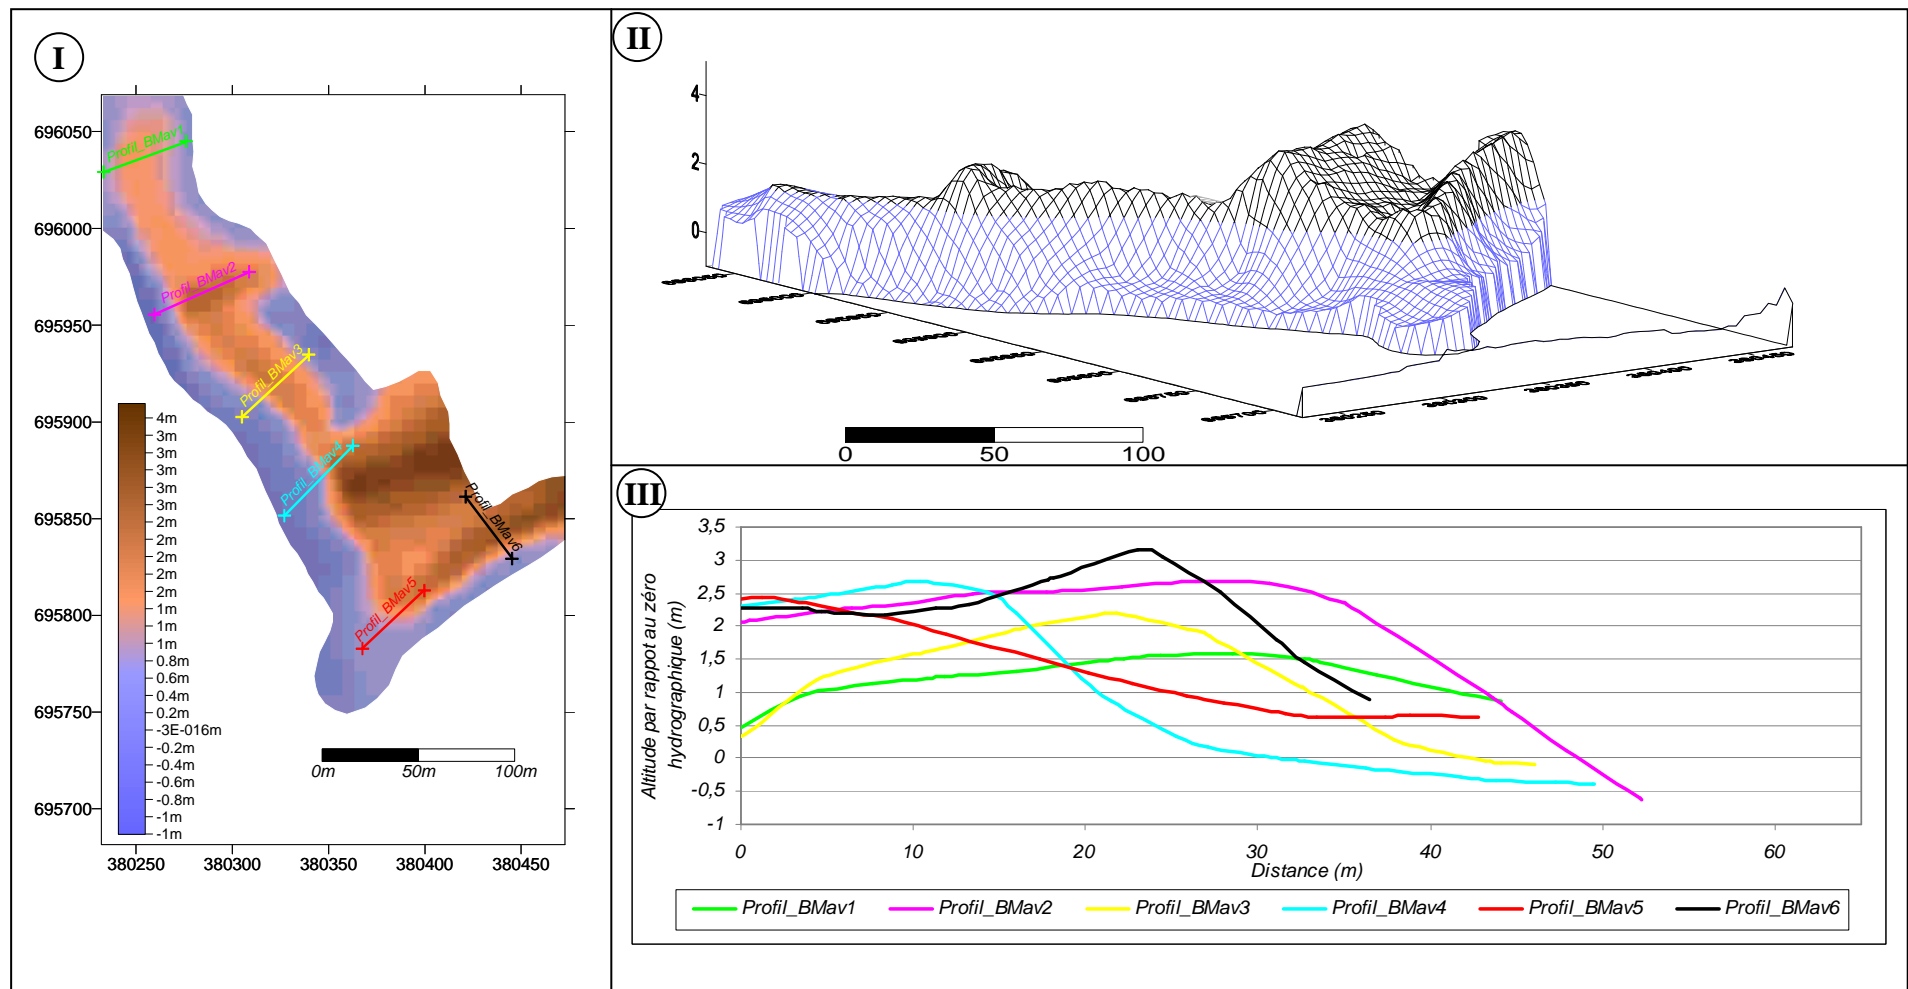 I
696050
696000
695950
695900
695850
695800
695750
695700
380250 380300 380350 380400 380450
Profil_BMav1
Profil_BMav2
Profil_BMav3
Profil_BMav4
Profil_BMav5
Profil_BMav6
4m
3m
3m
3m
3m
3m
2m
2m
2m
2m
2m
1m
1m
1m
0.8m
0.6m
0.4m
0.2m
-3E-016m
-0.2m
-0.4m
-0.6m
-0.8m
-1m
-1m
0m 50m 100m
II
4
2
0
0 50 100
III
Altitude par rappot au zéro
hydrographique (m)
3,5
3
2,5
2
1,5
1
0,5
0
-0,5
-1
0 10 20 30 40 50 60
Distance (m)
Profil_BMav1 Profil_BMav2 Profil_BMav3 Profil_BMav4 Profil_BMav5 Profil_BMav6